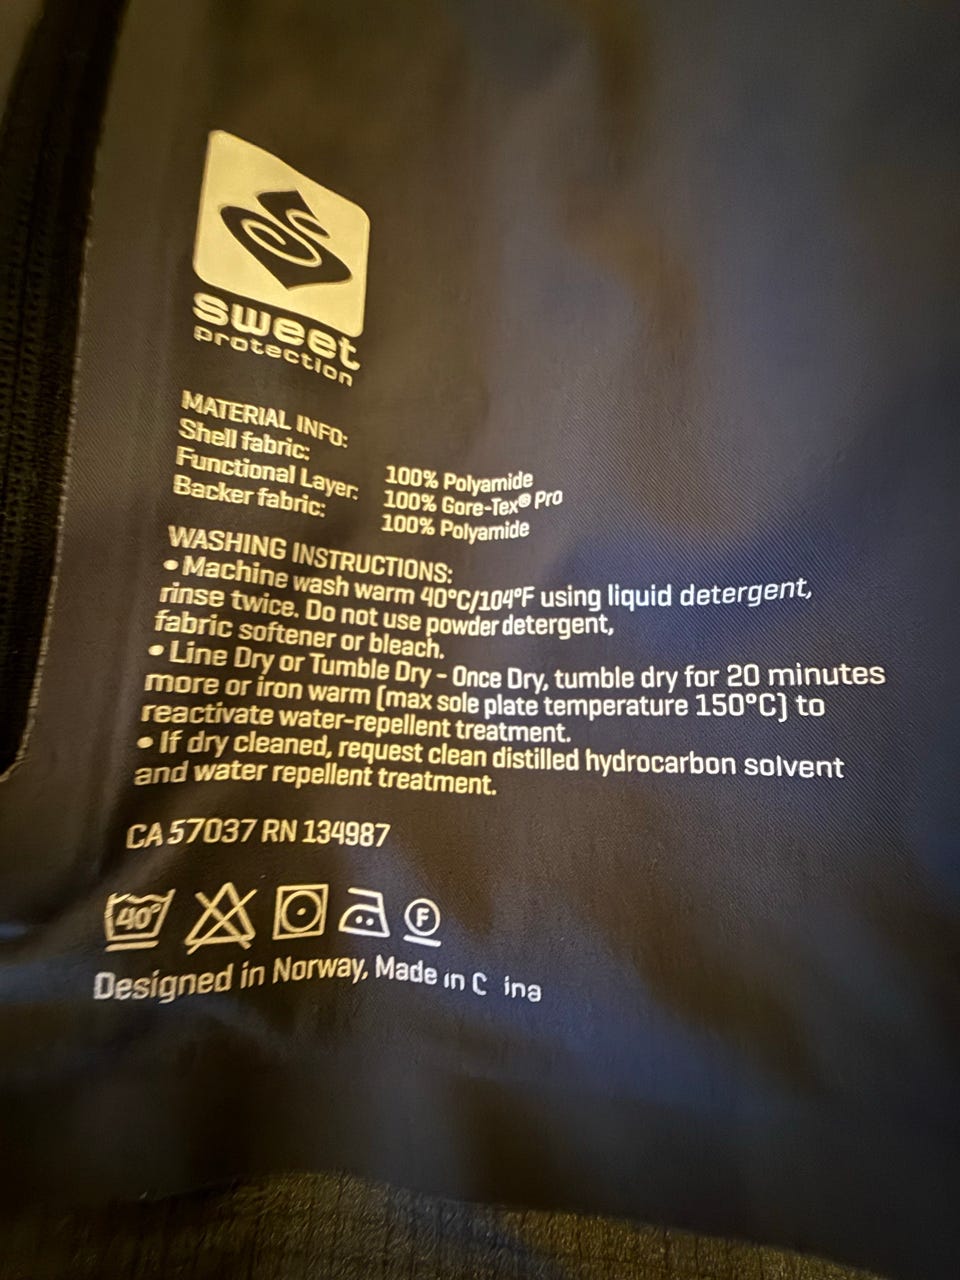 sweet
protection
MATERIAL INFO:
Shell fabric: 100% Polyamide
Functional Layer: 100% Gore-Tex® Pro
Backer fabric: 100% Polyamide
WASHING INSTRUCTIONS:
• Machine wash warm 40°C/104°F using liquid detergent,
rinse twice. Do not use powder detergent,
fabric softener or bleach.
• Line Dry or Tumble Dry - Once Dry, tumble dry for 20 minutes
more or iron warm (max sole plate temperature 150°C) to
reactivate water-repellent treatment.
• If dry cleaned, request clean distilled hydrocarbon solvent
and water repellent treatment.
CA 57037 RN 134987
40° F
Designed in Norway, Made in C ina